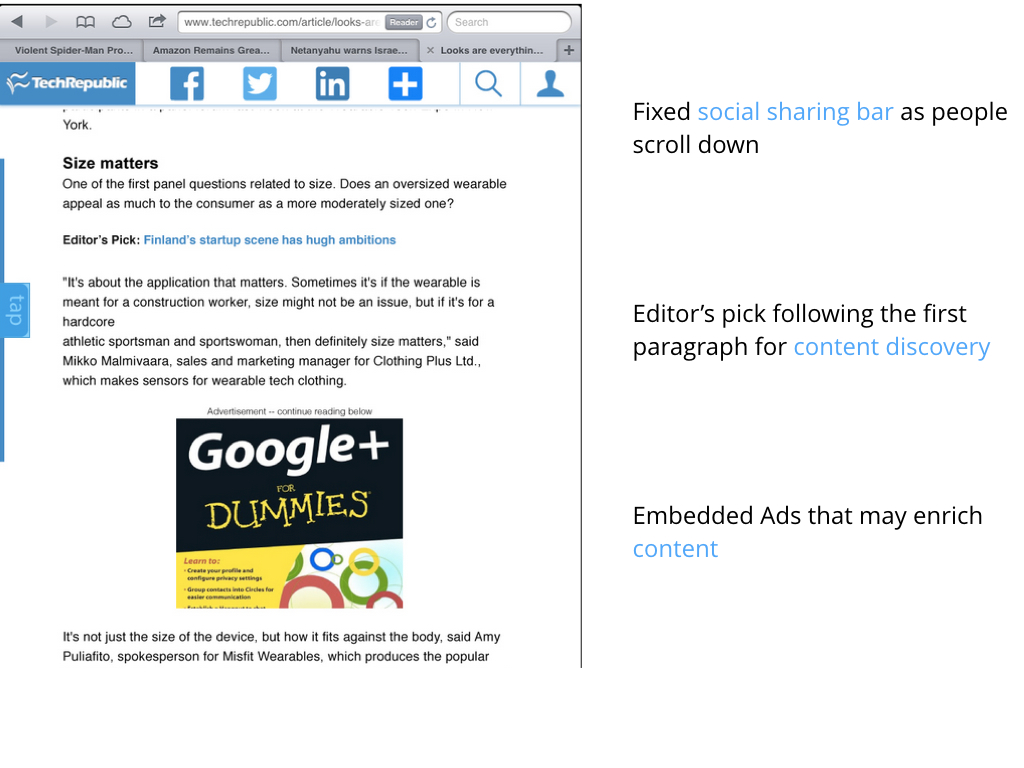 www.techrepublic.com/article/looks-are Reader Search
Violent Spider-Man Pro... Amazon Remains Grea... Netanyahu warns Israe... × Looks are everythin... +
TechRepublic f in +
York.
Size matters
One of the first panel questions related to size. Does an oversized wearable
appeal as much to the consumer as a more moderately sized one?
Editor's Pick: Finland's startup scene has hugh ambitions
"It's about the application that matters. Sometimes it's if the wearable is
meant for a construction worker, size might not be an issue, but if it's for a
hardcore
athletic sportsman and sportswoman, then definitely size matters," said
Mikko Malmivaara, sales and marketing manager for Clothing Plus Ltd.,
which makes sensors for wearable tech clothing.
tap
Advertisement -- continue reading below
Google+
FOR
DUMMIES
Learn to:
• Create your profile and
configure privacy settings
• Group contacts into Circles for
easier communication
It's not just the size of the device, but how it fits against the body, said Amy
Puliafito, spokesperson for Misfit Wearables, which produces the popular
Fixed social sharing bar as people
scroll down
Editor's pick following the first
paragraph for content discovery
Embedded Ads that may enrich
content